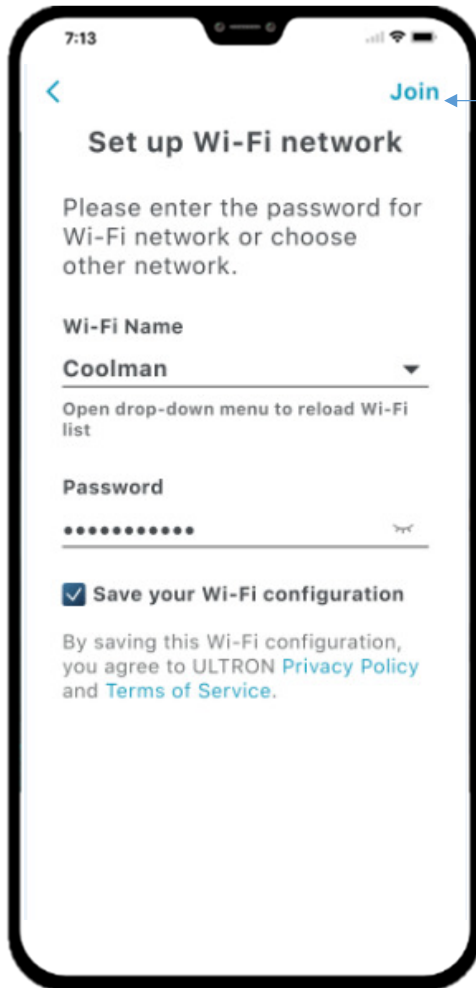 7:13
Join
Set up Wi-Fi network
Please enter the password for
Wi-Fi network or choose
other network.
Wi-Fi Name
Coolman
Open drop-down menu to reload Wi-Fi
list
Password
•••••••••••
Save your Wi-Fi configuration
By saving this Wi-Fi configuration,
you agree to ULTRON Privacy Policy
and Terms of Service.